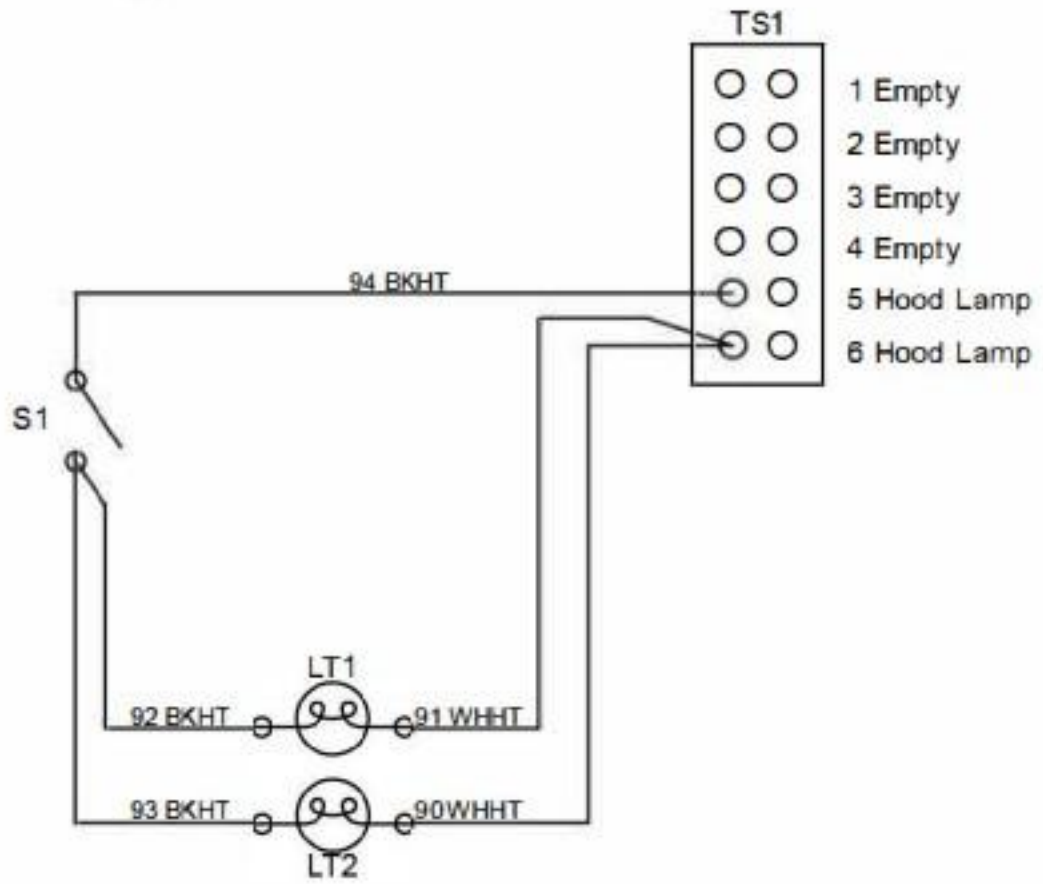 TS1
1 Empty
2 Empty
3 Empty
4 Empty
94 BKHT
5 Hood Lamp
6 Hood Lamp
S1
LT1
92 BKHT
91 WHHT
93 BKHT
90WHHT
LT2